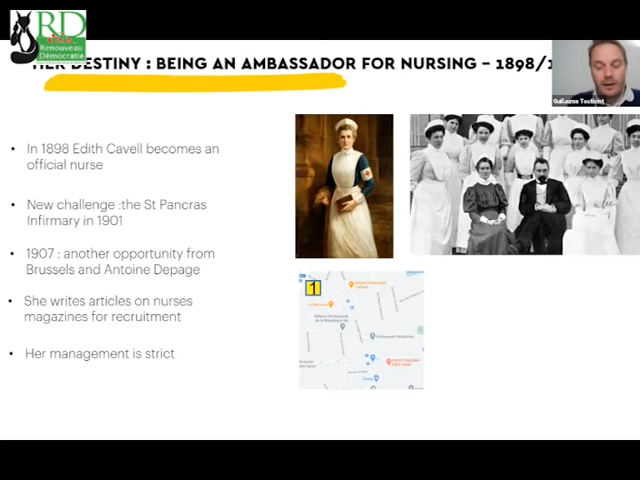 RD
Renouveau
Démocratie
HER DESTINY : BEING AN AMBASSADOR FOR NURSING – 1898/1
Guillaume Tostivent
• In 1898 Edith Cavell becomes an
official nurse
• New challenge :the St Pancras
Infirmary in 1901
• 1907 : another opportunity from
Brussels and Antoine Depage
• She writes articles on nurses
magazines for recruitment
• Her management is strict
1